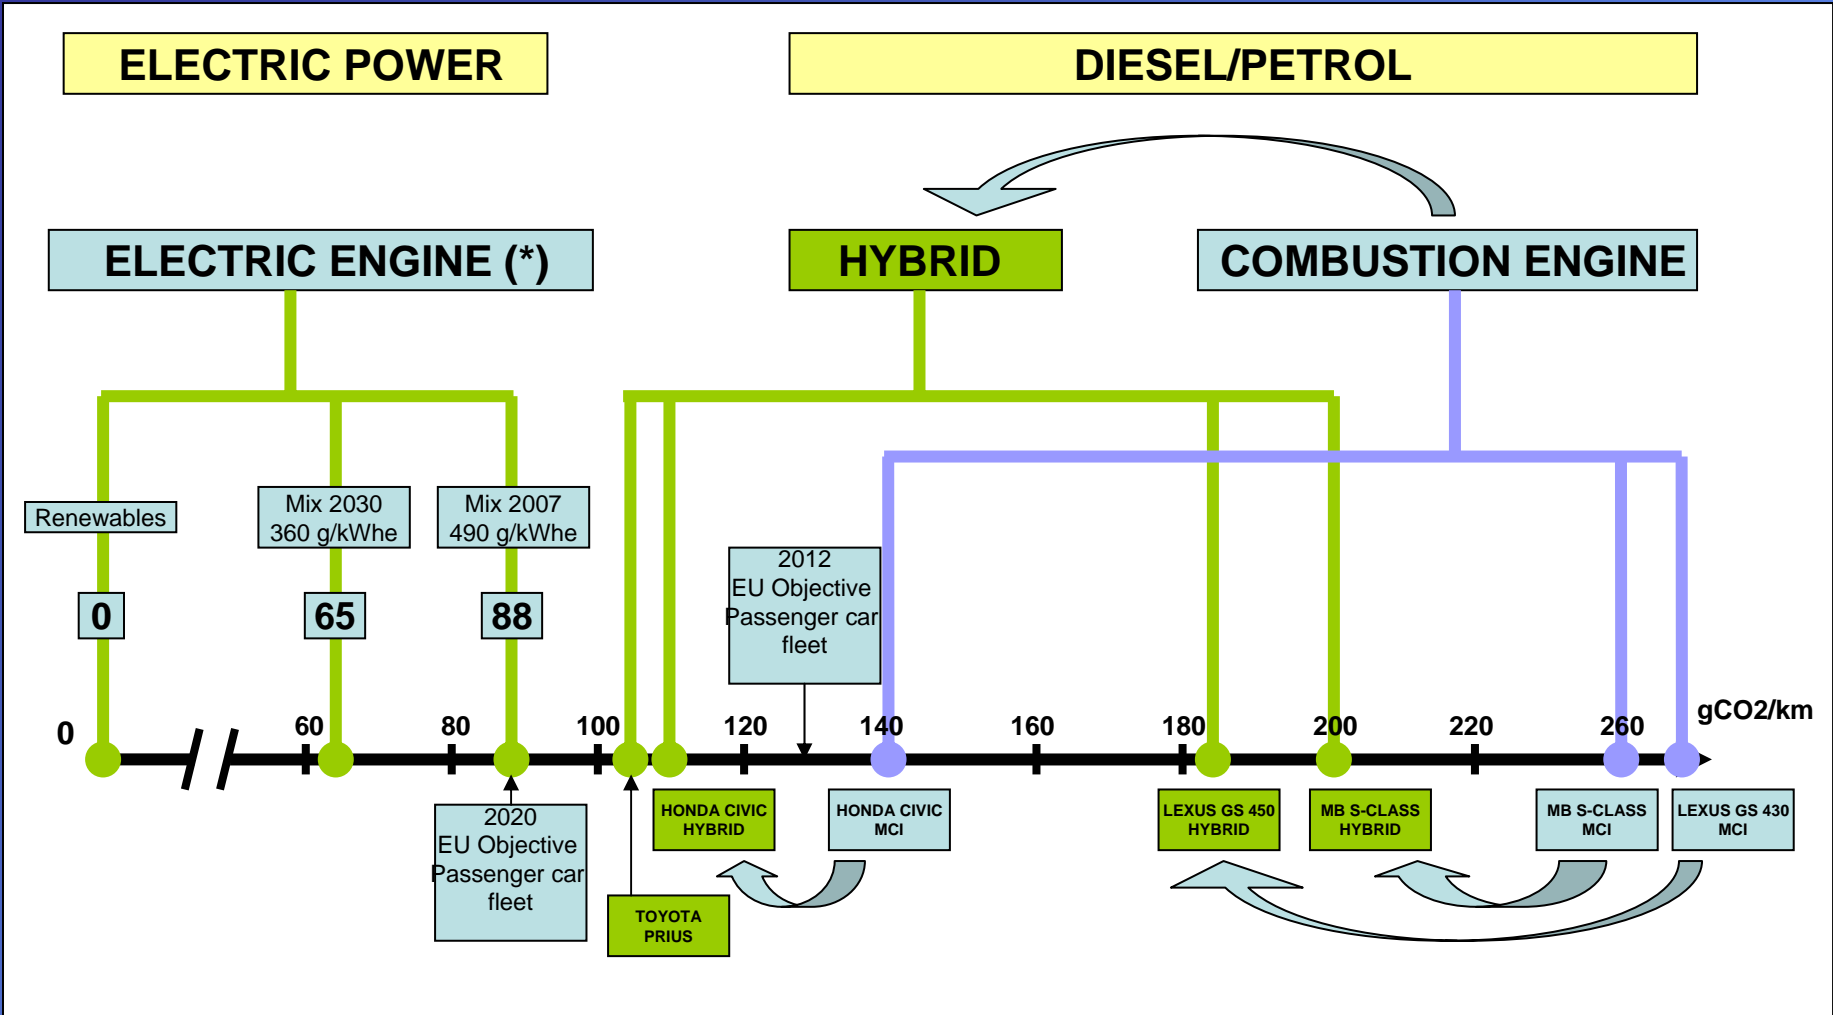 ELECTRIC POWER
DIESEL/PETROL
ELECTRIC ENGINE (*)
HYBRID
COMBUSTION ENGINE
Renewables
Mix 2030
360 g/kWhe
Mix 2007
490 g/kWhe
0
65
88
2012
EU Objective
Passenger car
fleet
0
60
80
100
120
140
160
180
200
220
260
gCO2/km
2020
EU Objective
Passenger car
fleet
TOYOTA
PRIUS
HONDA CIVIC
HYBRID
HONDA CIVIC
MCI
LEXUS GS 450
HYBRID
MB S-CLASS
HYBRID
MB S-CLASS
MCI
LEXUS GS 430
MCI